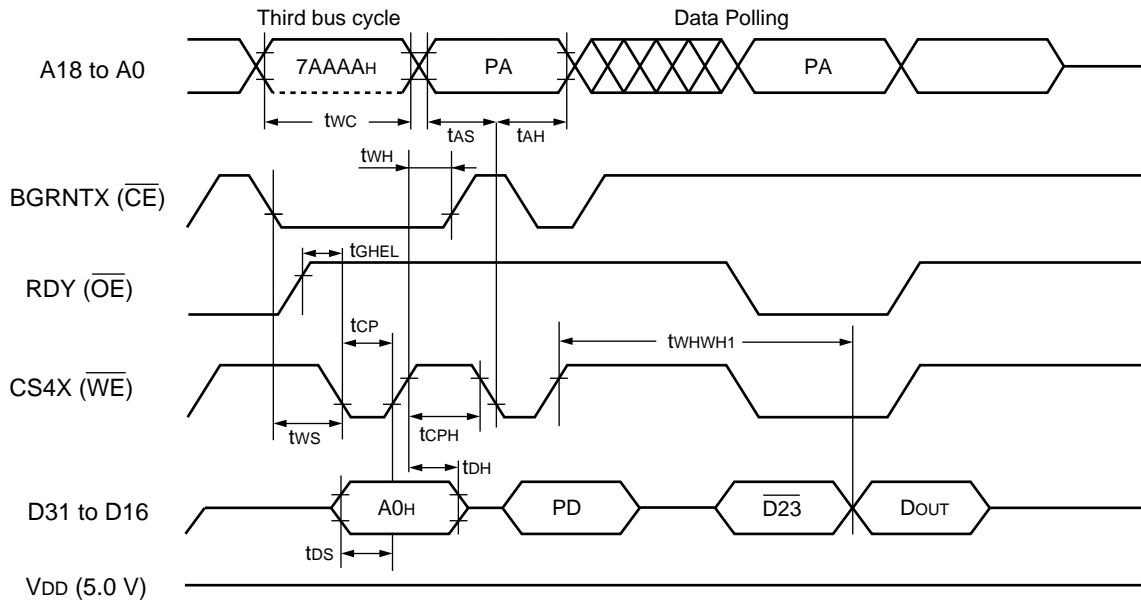 Third bus cycle Data Polling
A18 to A0 7AAAAH PA PA
tWC tAS tAH
tWH
BGRNTX (CE)
tGHEL
RDY (OE)
tCP tWHWH1
CS4X (WE)
tWS tCPH
tDH
D31 to D16 A0H PD D23 DOUT
tDS
VDD (5.0 V)